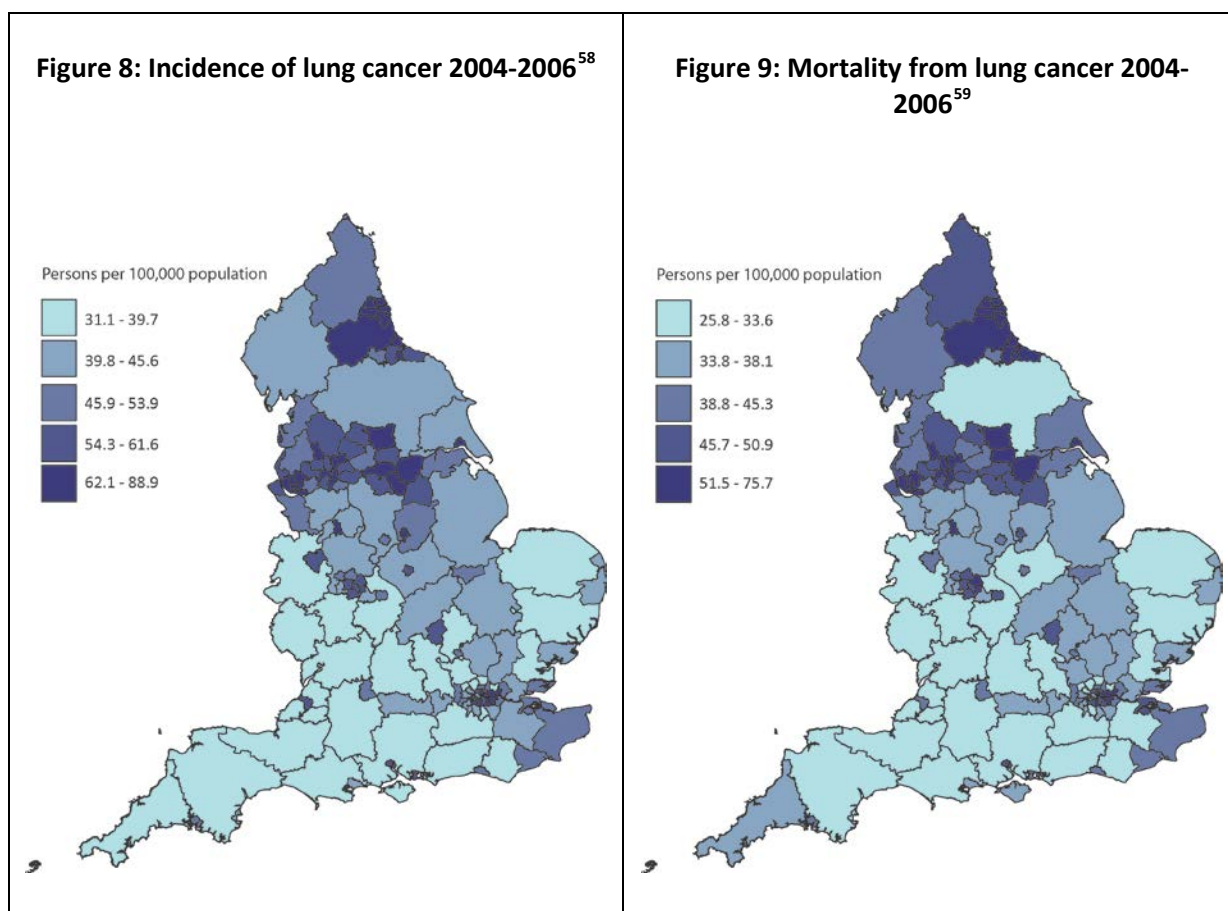 Figure 8: Incidence of lung cancer 2004-2006⁵⁸
Persons per 100,000 population
31.1 - 39.7
39.8 - 45.6
45.9 - 53.9
54.3 - 61.6
62.1 - 88.9
Figure 9: Mortality from lung cancer 2004-
2006⁵⁹
Persons per 100,000 population
25.8 - 33.6
33.8 - 38.1
38.8 - 45.3
45.7 - 50.9
51.5 - 75.7